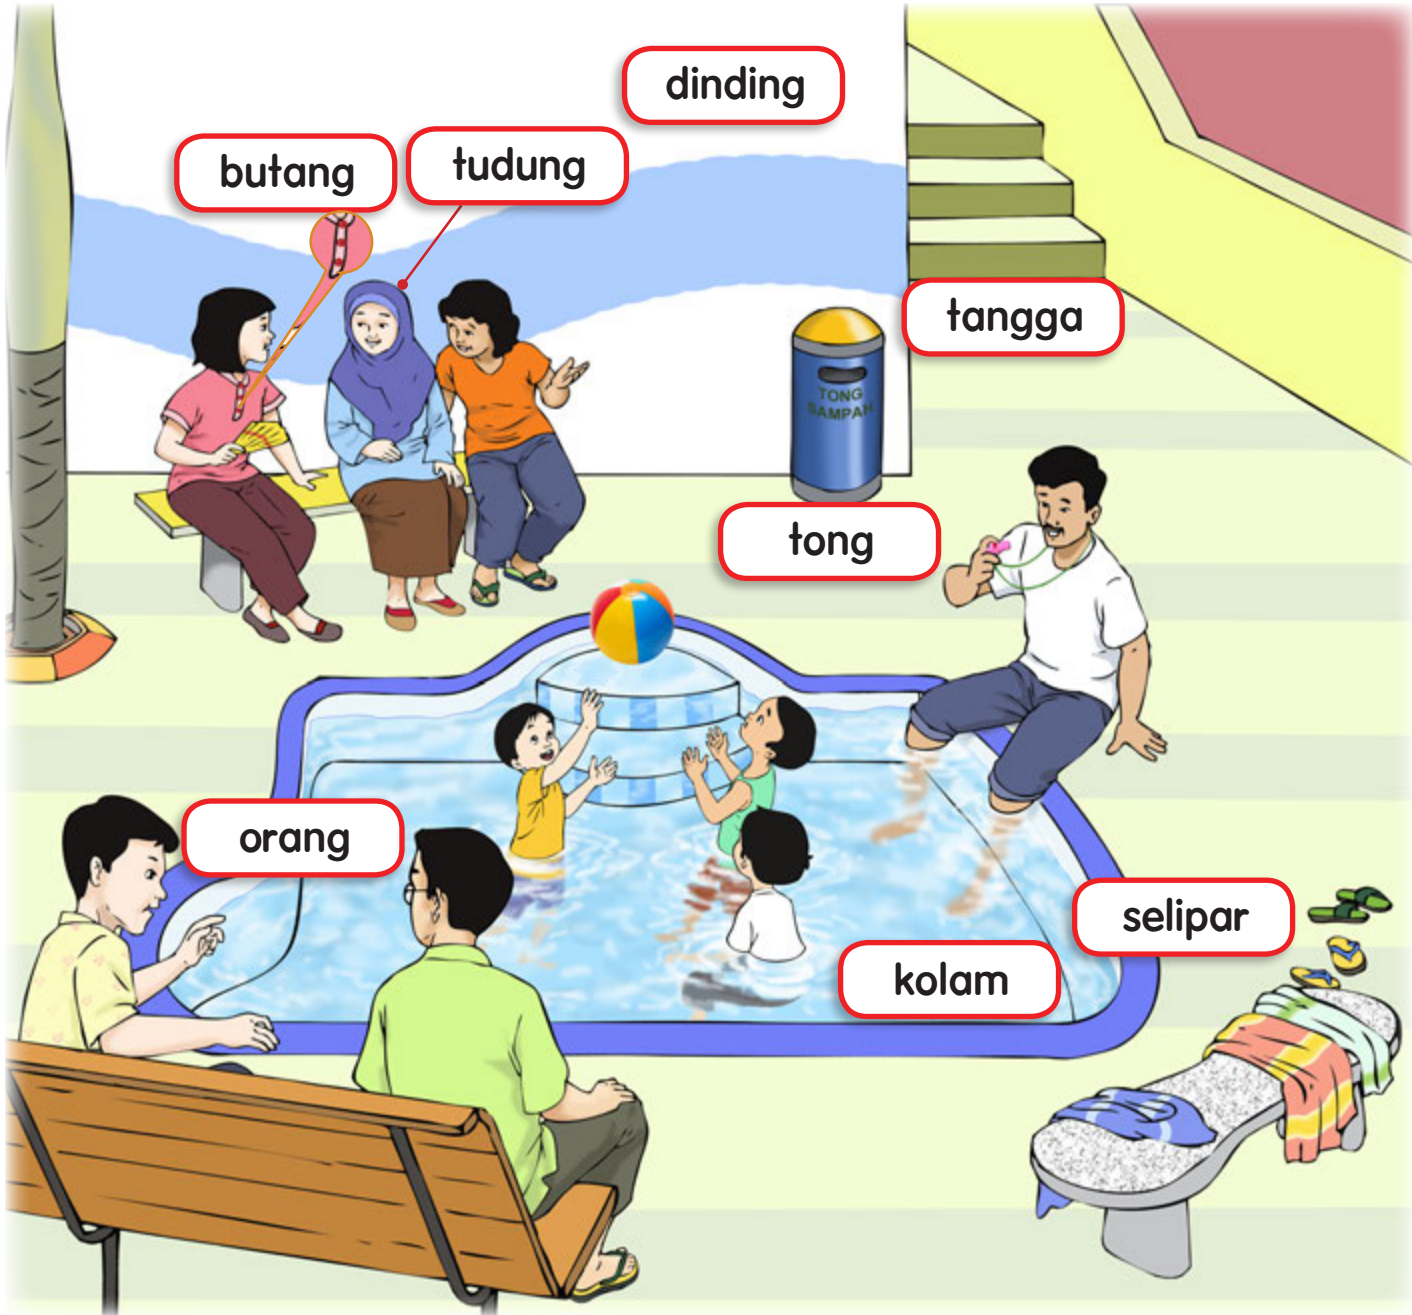 dinding
butang
tudung
tangga
TONG
SAMPAH
tong
orang
selipar
kolam